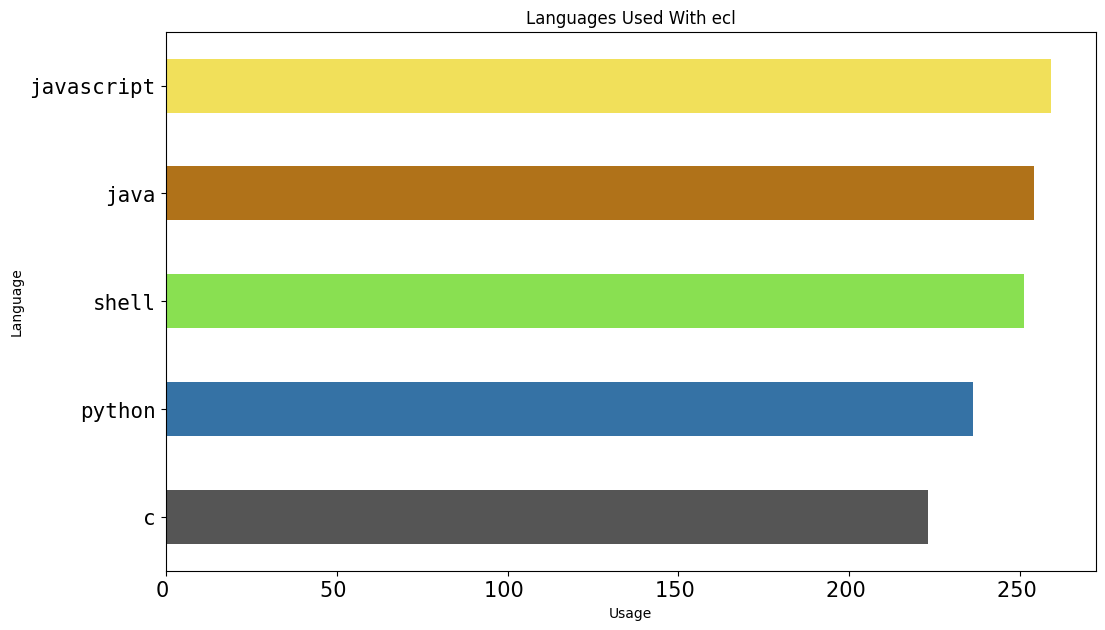 Languages Used With ecl
javascript
java
shell
python
c
Language
0 50 100 150 200 250
Usage